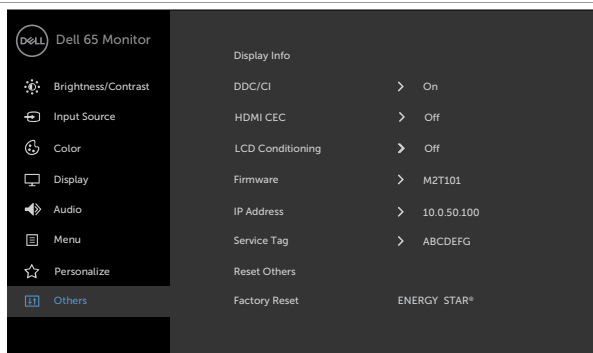 DELL Dell 65 Monitor
Display Info
Brightness/Contrast DDC/CI > On
Input Source HDMI CEC > Off
Color LCD Conditioning > Off
Display Firmware > M2T101
Audio IP Address > 10.0.50.100
Menu Service Tag > ABCDEFG
Personalize Reset Others
Others Factory Reset ENERGY STAR®